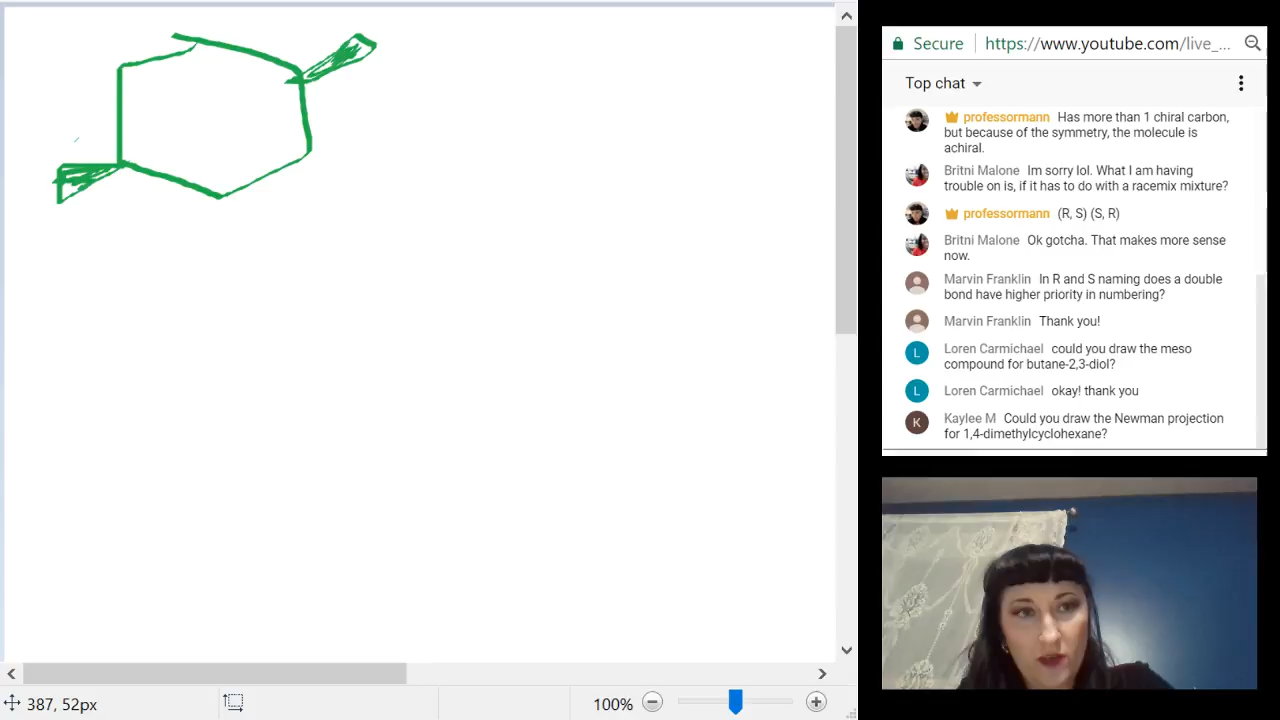 Secure https://www.youtube.com/live_...
Top chat
professormann Has more than 1 chiral carbon,
but because of the symmetry, the molecule is
achiral.
Britni Malone Im sorry lol. What I am having
trouble on is, if it has to do with a racemix mixture?
professormann (R, S) (S, R)
Britni Malone Ok gotcha. That makes more sense
now.
Marvin Franklin In R and S naming does a double
bond have higher priority in numbering?
Marvin Franklin Thank you!
L Loren Carmichael could you draw the meso
compound for butane-2,3-diol?
L Loren Carmichael okay! thank you
K Kaylee M Could you draw the Newman projection
for 1,4-dimethylcyclohexane?
387, 52px
100%